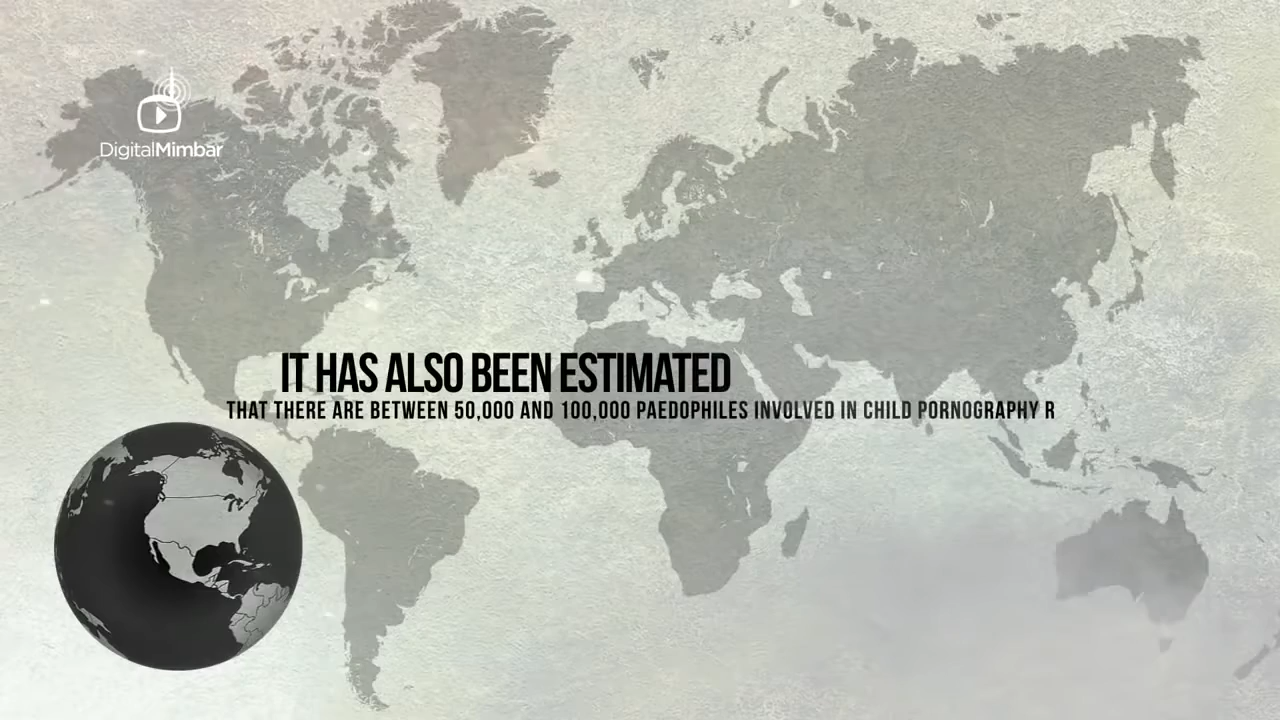 DigitalMimbar
IT HAS ALSO BEEN ESTIMATED
THAT THERE ARE BETWEEN 50,000 AND 100,000 PAEDOPHILES INVOLVED IN CHILD PORNOGRAPHY R